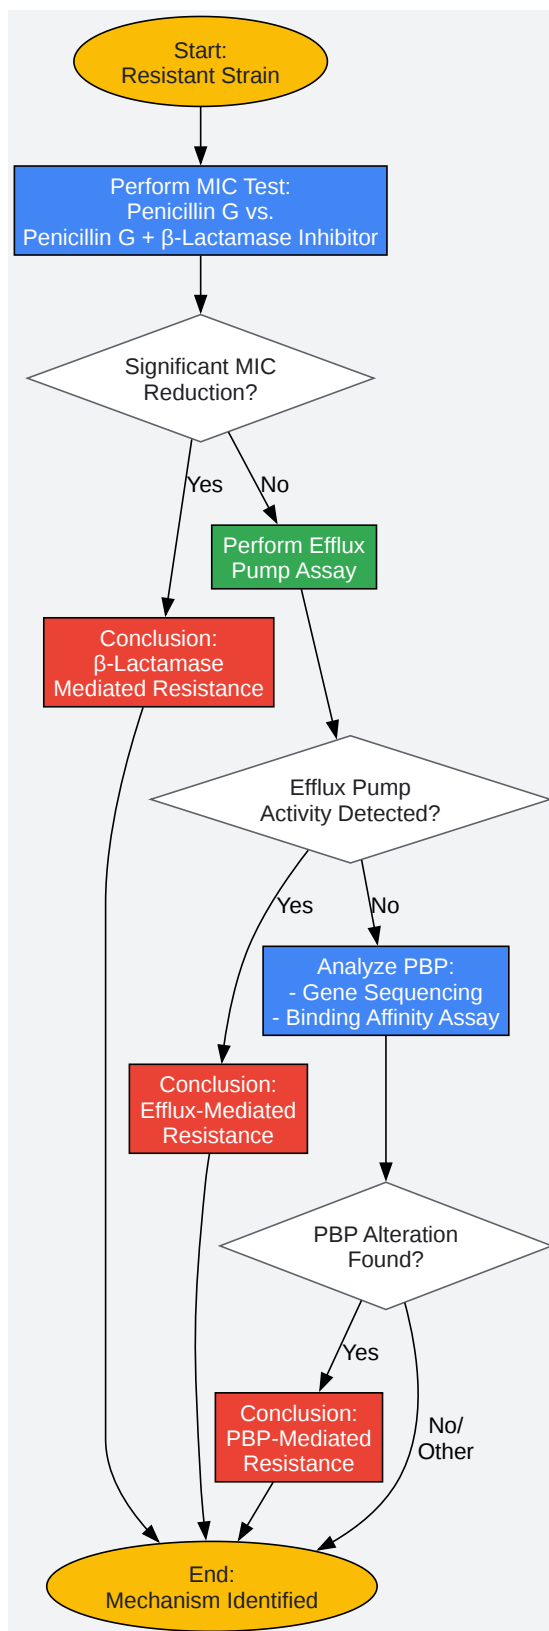 Start:
Resistant Strain
Perform MIC Test:
Penicillin G vs.
Penicillin G + β-Lactamase Inhibitor
Significant MIC
Reduction?
Yes
No
Perform Efflux
Pump Assay
Conclusion:
β-Lactamase
Mediated Resistance
Efflux Pump
Activity Detected?
Yes
No
Analyze PBP:
- Gene Sequencing
- Binding Affinity Assay
Conclusion:
Efflux-Mediated
Resistance
PBP Alteration
Found?
Yes
No/
Other
Conclusion:
PBP-Mediated
Resistance
End:
Mechanism Identified